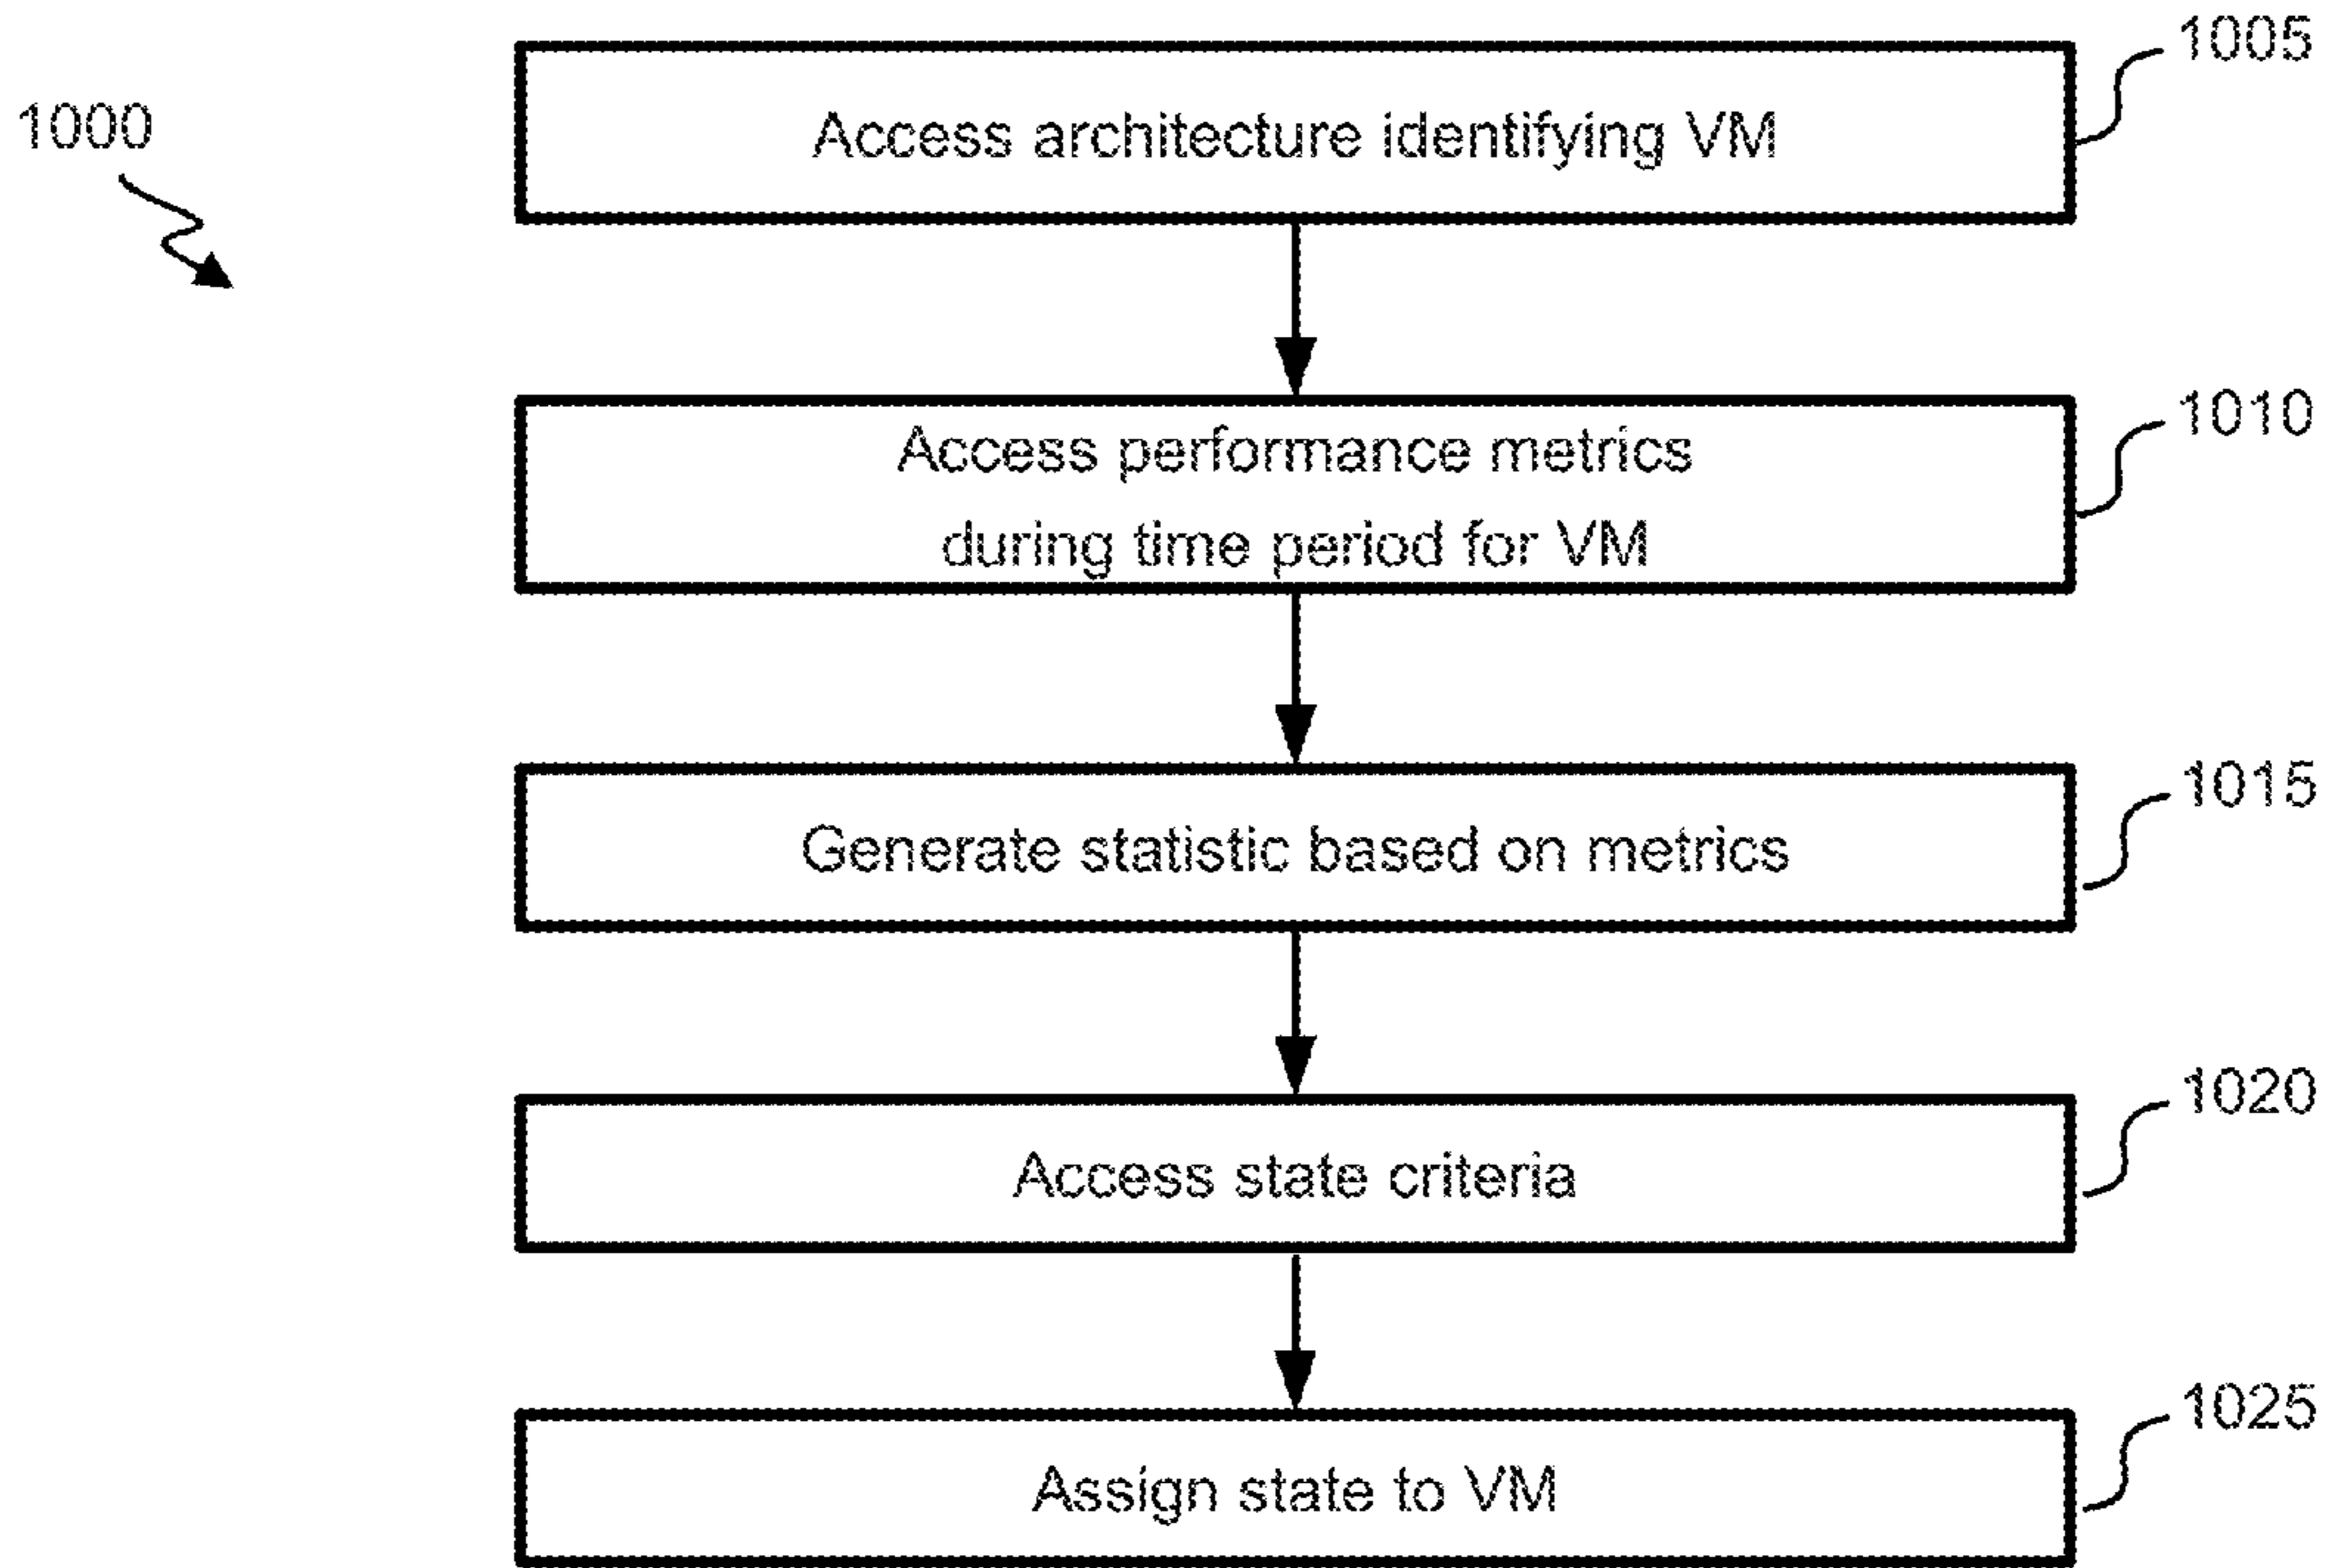 1000
1005
Access architecture identifying VM
1010
Access performance metrics
during time period for VM
1015
Generate statistic based on metrics
1020
Access state criteria
1025
Assign state to VM